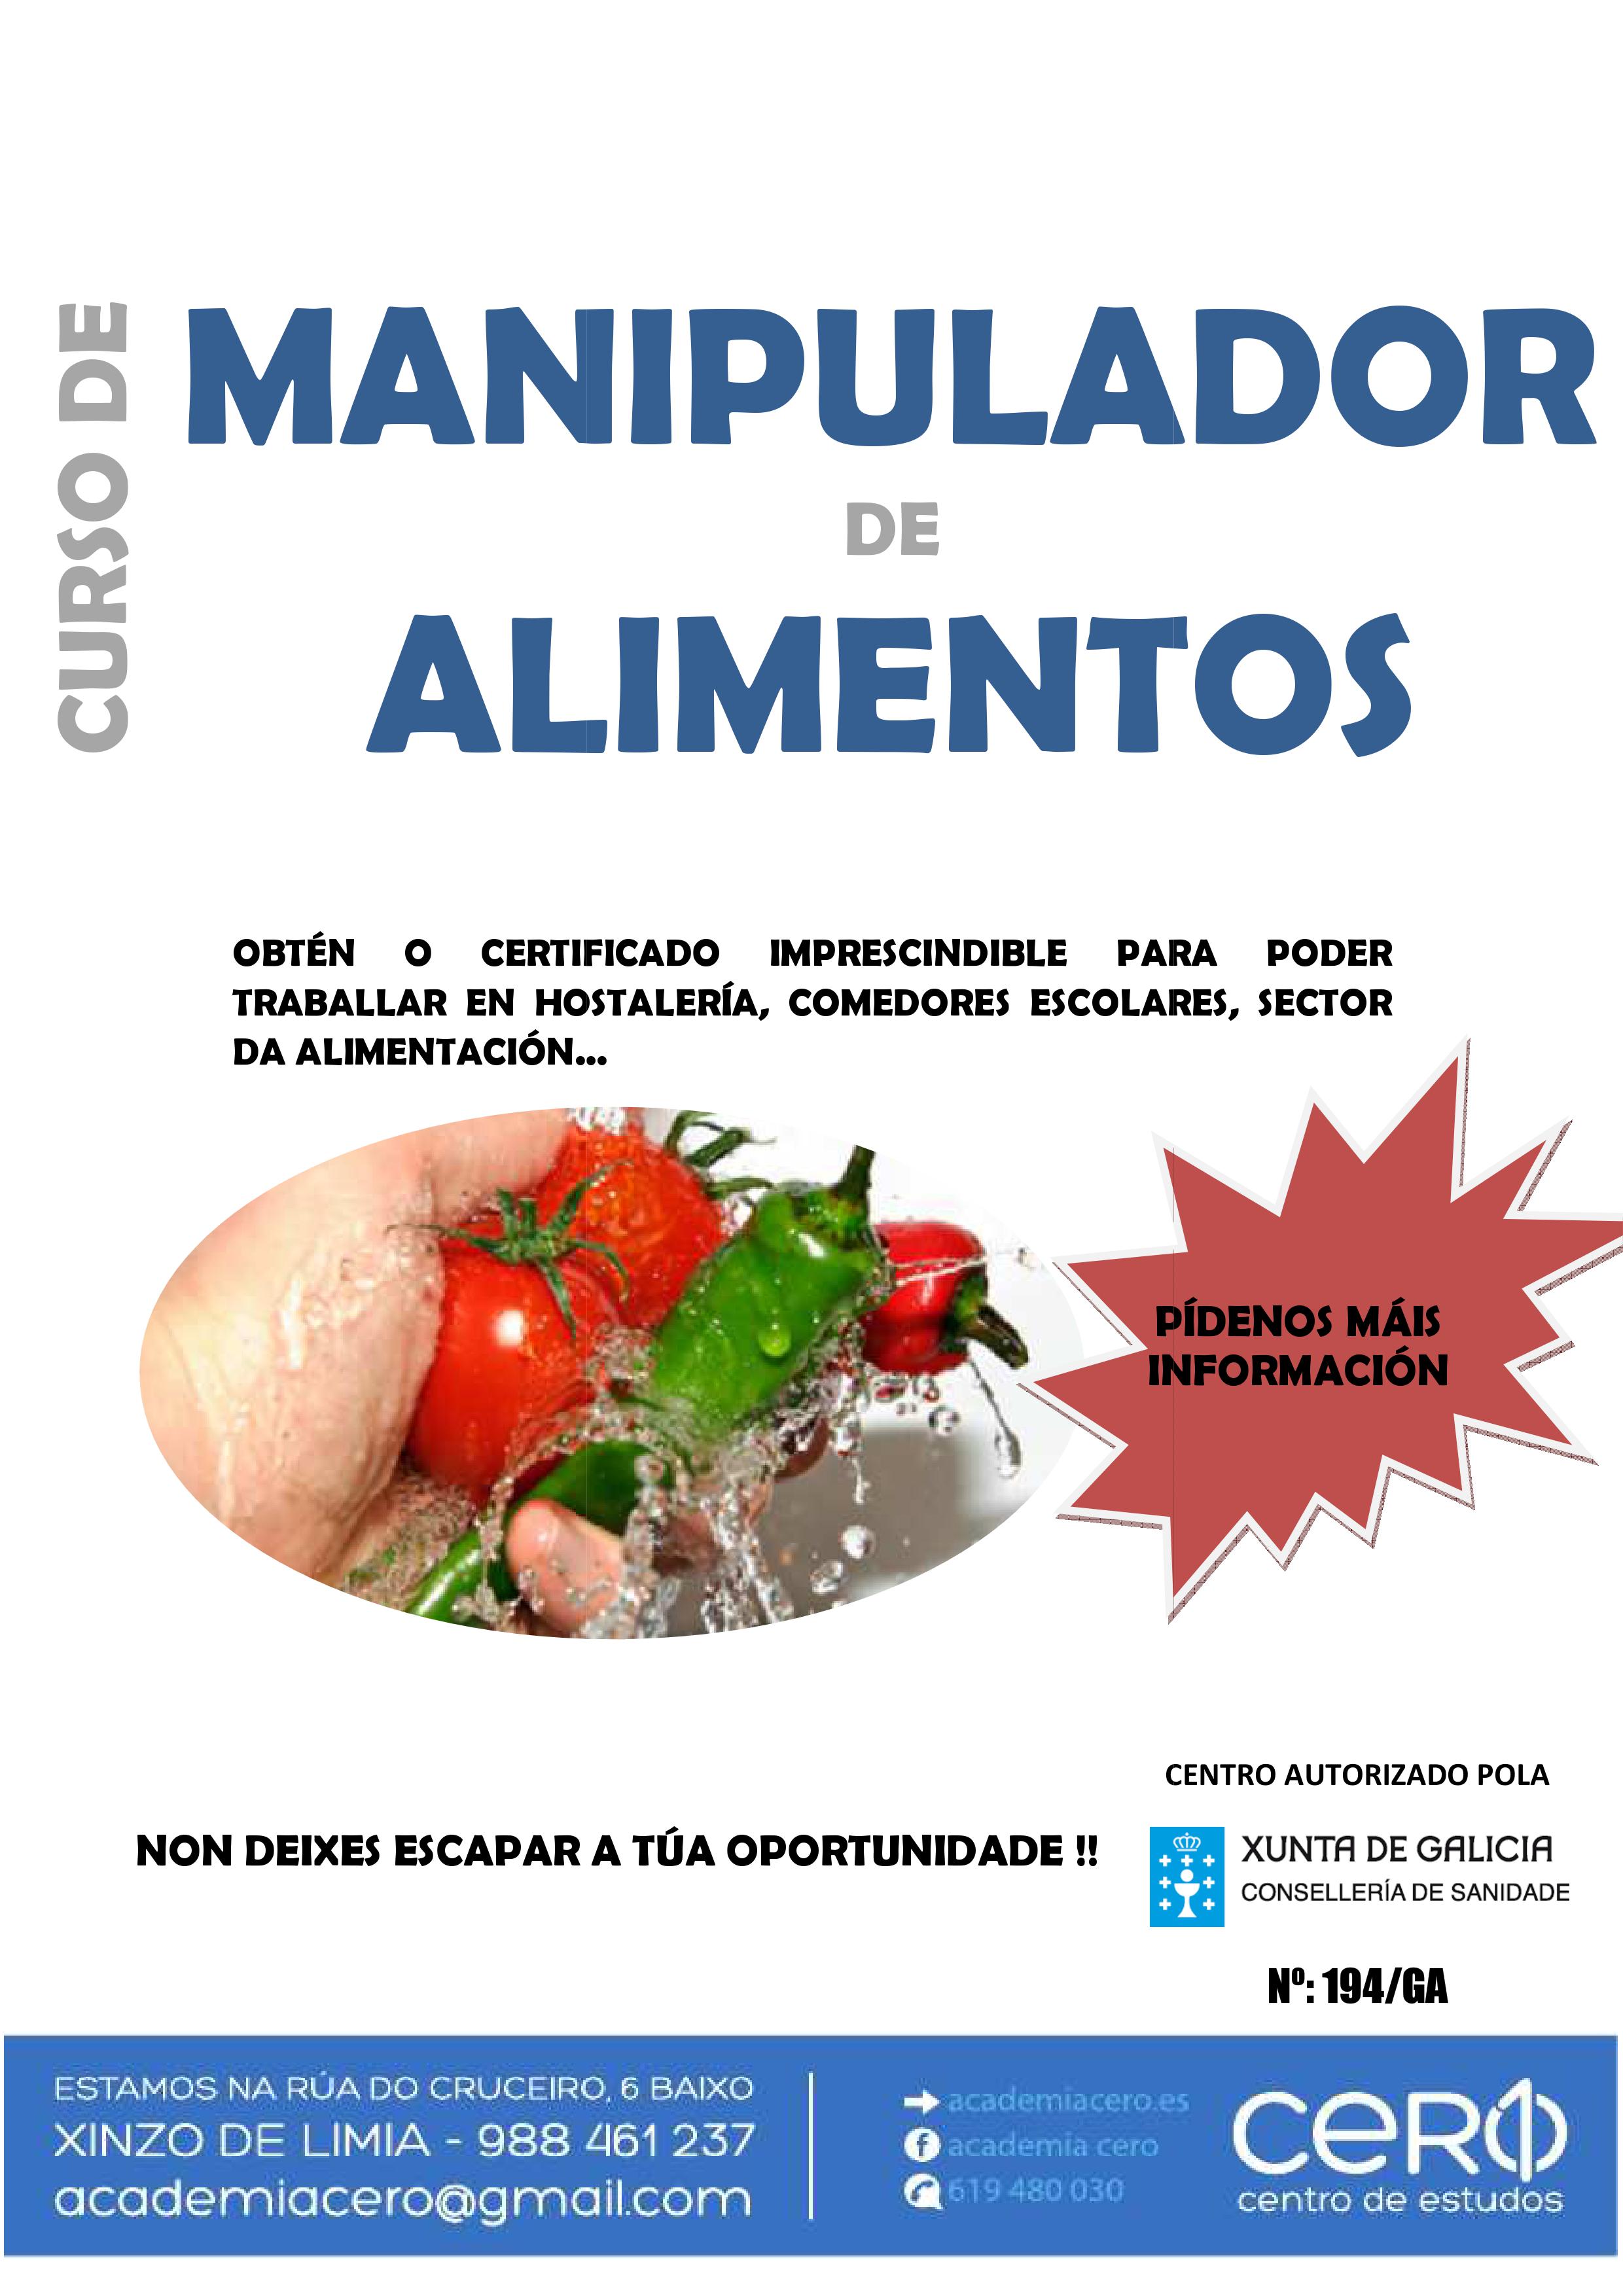 CURSO DE
MANIPULADOR
DE
ALIMENTOS
OBTÉN O CERTIFICADO IMPRESCINDIBLE PARA PODER
TRABALLAR EN HOSTALERÍA, COMEDORES ESCOLARES, SECTOR
DA ALIMENTACIÓN...
PÍDENOS MÁIS
INFORMACIÓN
CENTRO AUTORIZADO POLA
NON DEIXES ESCAPAR A TÚA OPORTUNIDADE !!
XUNTA DE GALICIA
CONSELLERÍA DE SANIDADE
Nº: 194/GA
ESTAMOS NA RÚA DO CRUCEIRO, 6 BAIXO
XINZO DE LIMIA - 988 461 237
academiacero@gmail.com
academiacero.es
academia cero
619 480 030
CERO
centro de estudos